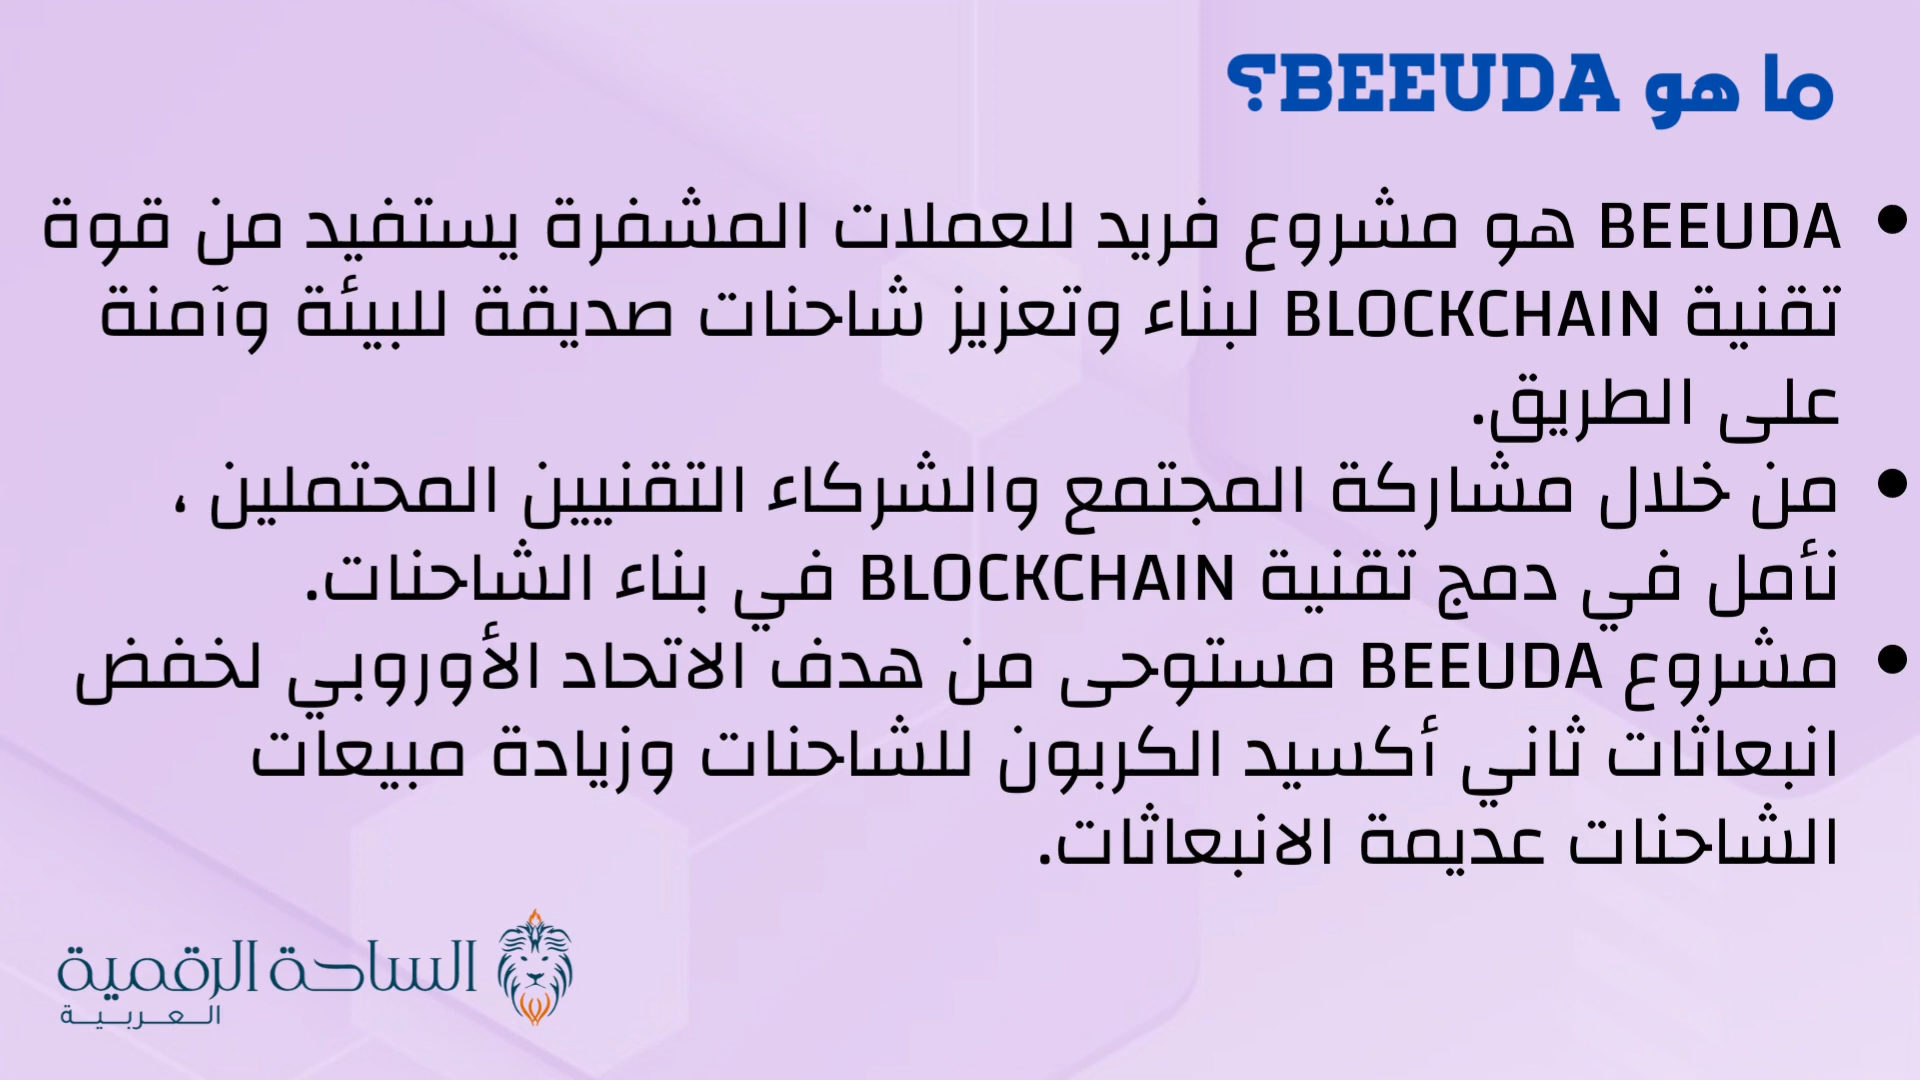 ما هو BEEUDA؟
• BEEUDA هو مشروع فريد للعملات المشفرة يستفيد من قوة
تقنية BLOCKCHAIN لبناء وتعزيز شاحنات صديقة للبيئة وآمنة
على الطريق.
• من خلال مشاركة المجتمع والشركاء التقنيين المحتملين ،
نأمل في دمج تقنية BLOCKCHAIN في بناء الشاحنات.
• مشروع BEEUDA مستوحى من هدف الاتحاد الأوروبي لخفض
انبعاثات ثاني أكسيد الكربون للشاحنات وزيادة مبيعات
الشاحنات عديمة الانبعاثات.
الساحة الرقمية
العربية